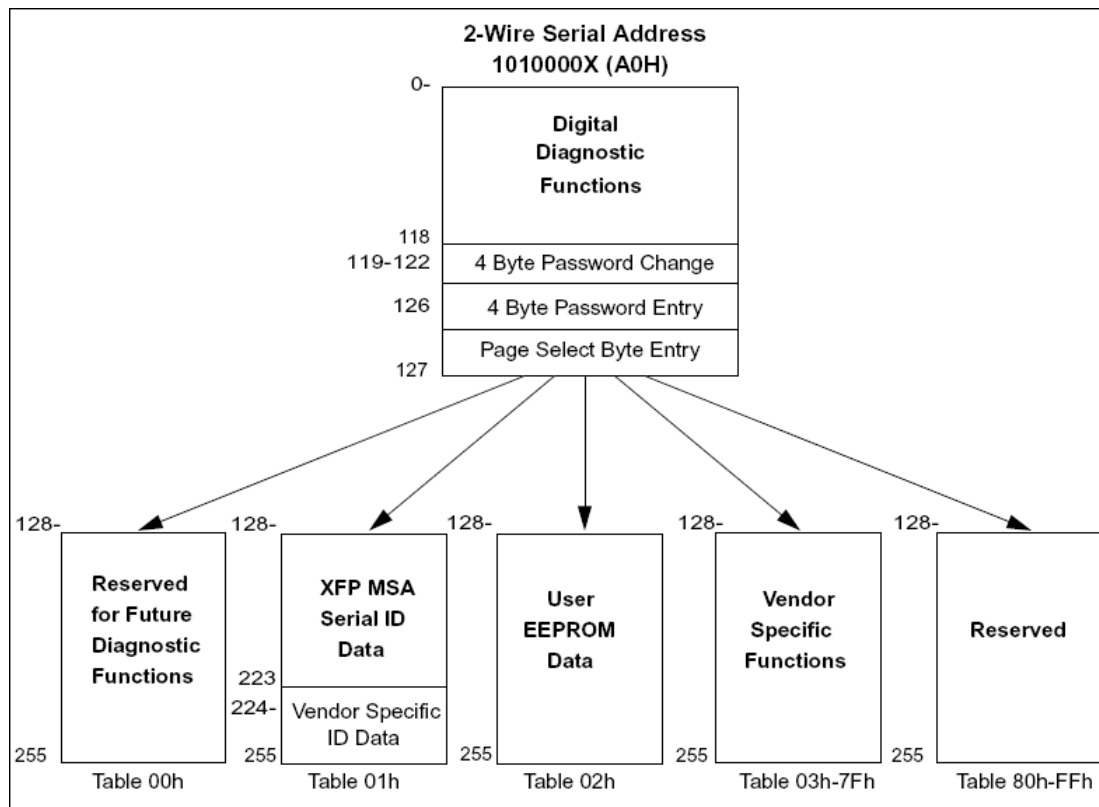 2-Wire Serial Address
1010000X (A0H)
0-
Digital
Diagnostic
Functions
118
119-122
4 Byte Password Change
126
4 Byte Password Entry
Page Select Byte Entry
127
128-
Reserved
for Future
Diagnostic
Functions
255
Table 00h
128-
XFP MSA
Serial ID
Data
223
224-
Vendor Specific
ID Data
255
Table 01h
128-
User
EEPROM
Data
255
Table 02h
128-
Vendor
Specific
Functions
255
Table 03h-7Fh
128-
Reserved
255
Table 80h-FFh